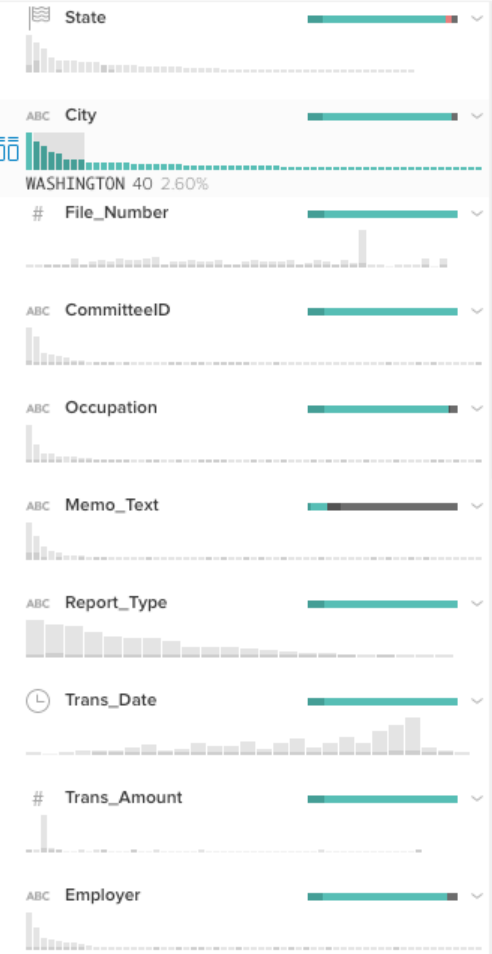 State
ABC City
WASHINGTON 40 2.60%
# File_Number
ABC CommitteeID
ABC Occupation
ABC Memo_Text
ABC Report_Type
Trans_Date
# Trans_Amount
ABC Employer